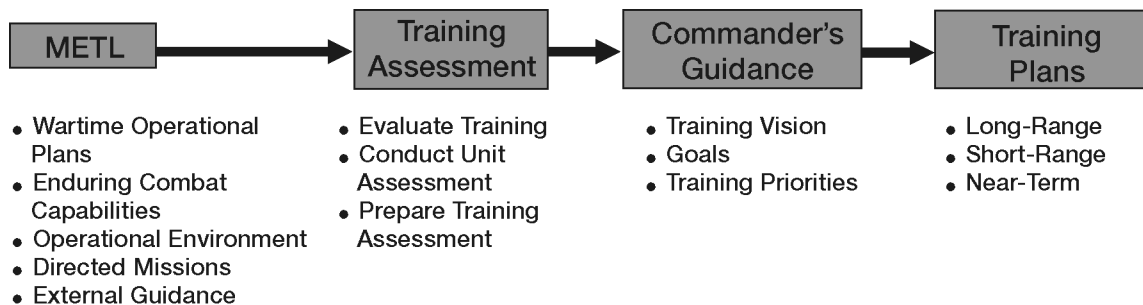 METL
Training
Assessment
Commander's
Guidance
Training
Plans
• Wartime Operational
Plans
• Enduring Combat
Capabilities
• Operational Environment
• Directed Missions
• External Guidance
• Evaluate Training
• Conduct Unit
Assessment
• Prepare Training
Assessment
• Training Vision
• Goals
• Training Priorities
• Long-Range
• Short-Range
• Near-Term